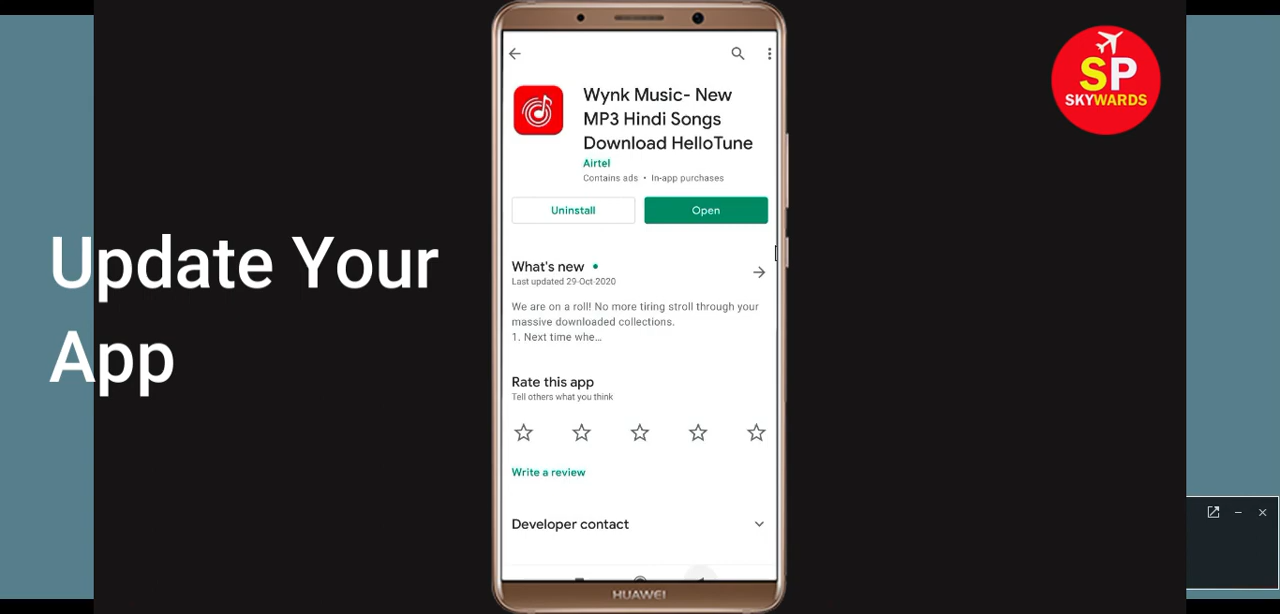 SP
SKYWARDS
Update Your
App
Wynk Music- New
MP3 Hindi Songs
Download HelloTune
Airtel
Contains ads • In-app purchases
Uninstall
Open
What's new •
Last updated 29-Oct-2020
We are on a roll! No more tiring stroll through your
massive downloaded collections.
1. Next time whe...
Rate this app
Tell others what you think
Write a review
Developer contact
HUAWEI